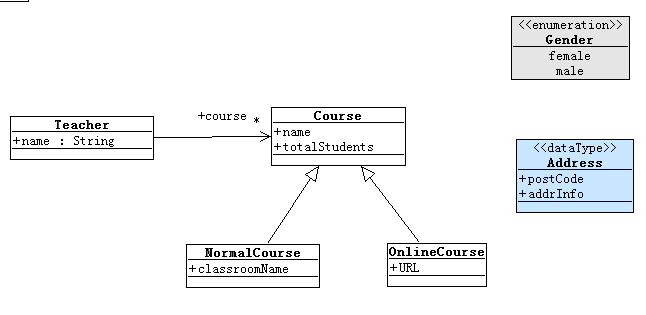 <<enumeration>>
Gender
female
male
+course *
Course
+name
+totalStudents
Teacher
+name : String
<<dataType>>
Address
+postCode
+addrInfo
NormalCourse
+classroomName
OnlineCourse
+URL